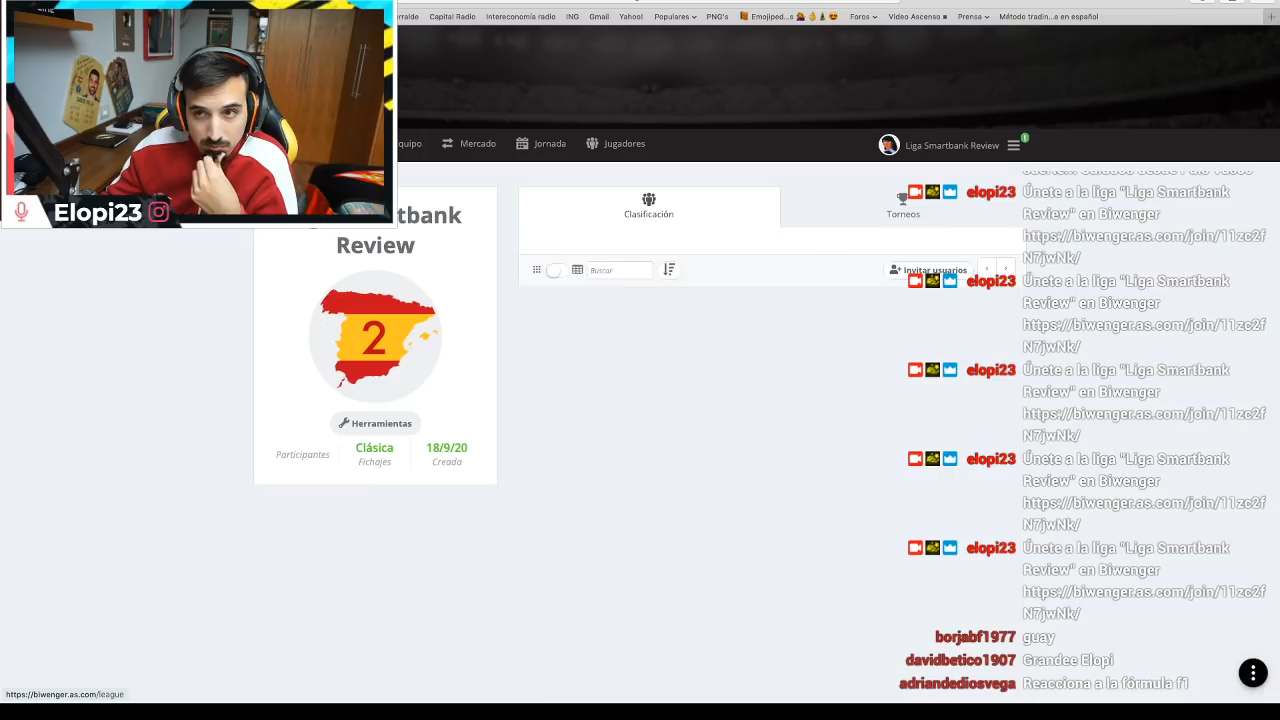 erralde Capital Radio Intereconomía radio ING Gmail Yahoo! Populares PNG's Emojiped...s Foros Vídeo Ascenso Prensa Método tradin...e en español
quipo Mercado Jornada Jugadores Liga Smartbank Review
Elopi23
tbank
Review
2
Herramientas
Participantes
Clásica
Fichajes
18/9/20
Creada
Clasificación
Torneos
Buscar
Invitar usuarios
elopi23 Únete a la liga "Liga Smartbank
Review" en Biwenger
https://biwenger.as.com/join/11zc2f
N7jwNk/
elopi23 Únete a la liga "Liga Smartbank
Review" en Biwenger
https://biwenger.as.com/join/11zc2f
N7jwNk/
elopi23 Únete a la liga "Liga Smartbank
Review" en Biwenger
https://biwenger.as.com/join/11zc2f
N7jwNk/
elopi23 Únete a la liga "Liga Smartbank
Review" en Biwenger
https://biwenger.as.com/join/11zc2f
N7jwNk/
elopi23 Únete a la liga "Liga Smartbank
Review" en Biwenger
https://biwenger.as.com/join/11zc2f
N7jwNk/
borjabf1977 guay
davidbetico1907 Grandee Elopi
adriandediosvega Reacciona a la fórmula f1
https://biwenger.as.com/league